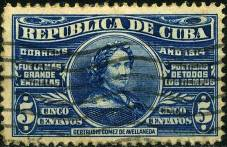 REPUBLICA DE CUBA
CORREOS AÑO 1914
FUE LA MAS GRANDE ENTRE LAS POETISAS DE TODOS LOS TIEMPOS
5 CINCO CENTAVOS CINCO CENTAVOS 5
GERTRUDIS GOMEZ DE AVELLANEDA